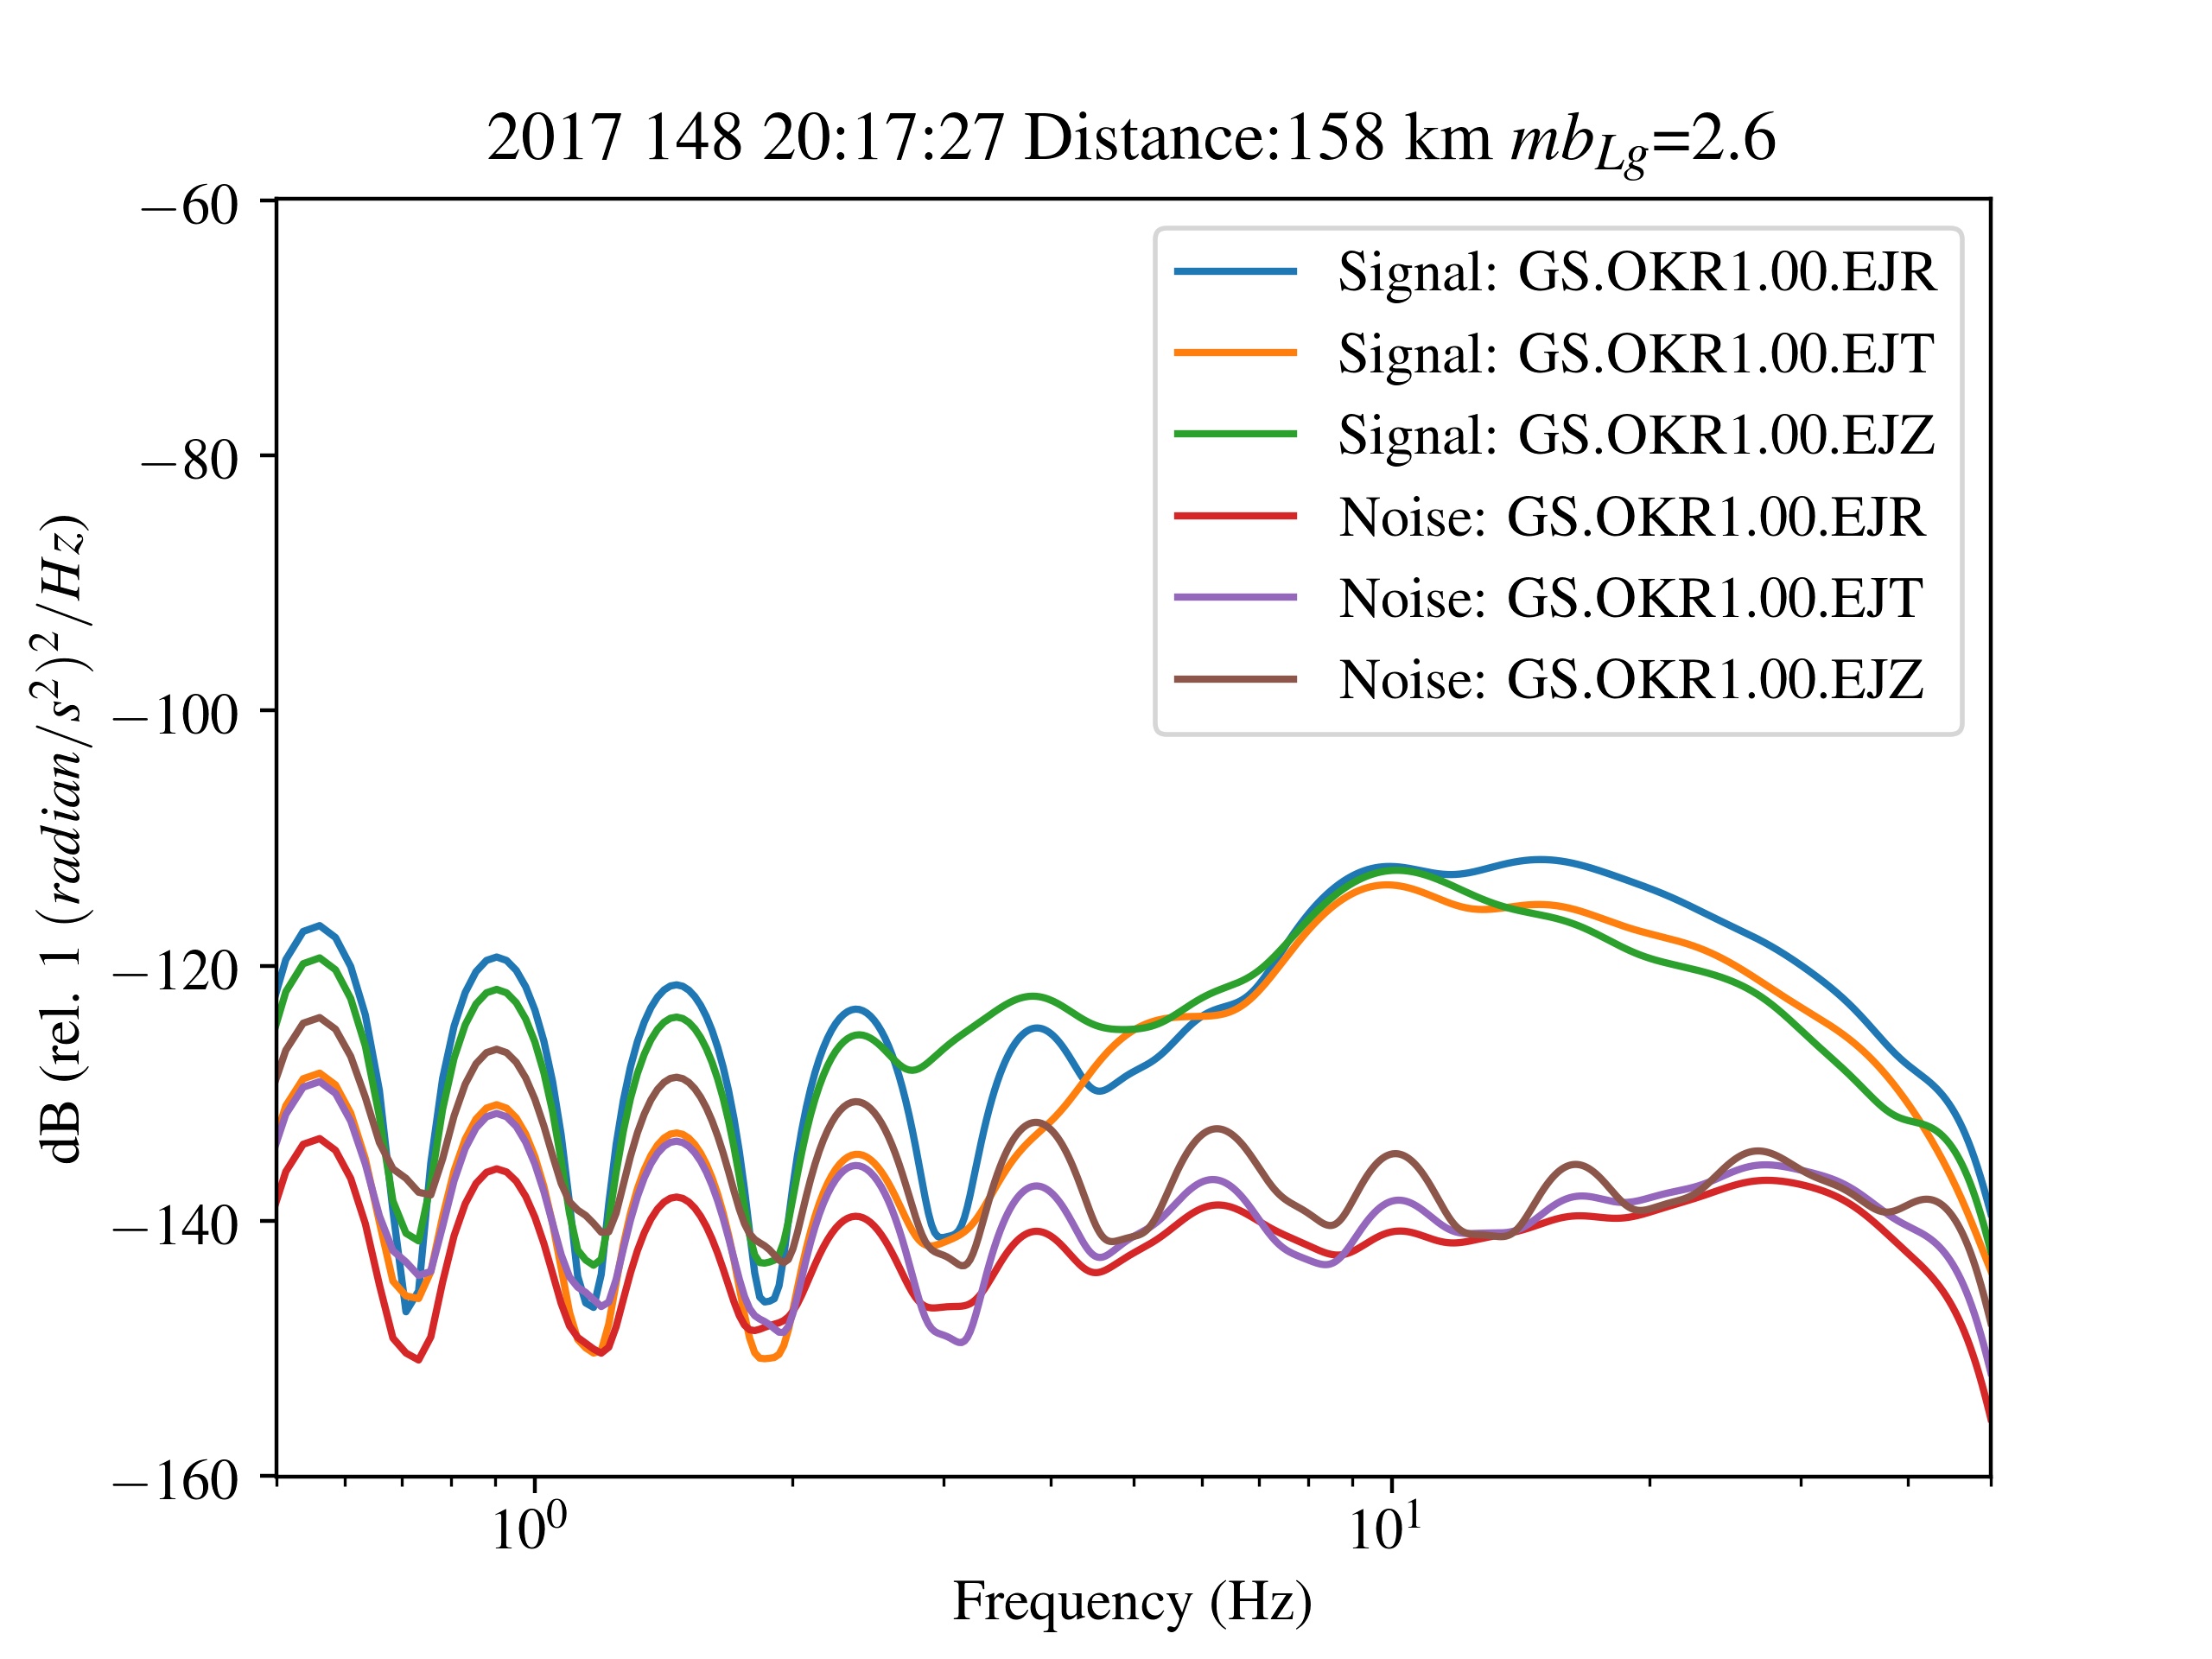 2017 148 20:17:27 Distance:158 km mb_Lg=2.6
−60
−80
−100
−120
−140
−160
dB (rel. 1 (radian/s²)²/Hz)
Signal: GS.OKR1.00.EJR
Signal: GS.OKR1.00.EJT
Signal: GS.OKR1.00.EJZ
Noise: GS.OKR1.00.EJR
Noise: GS.OKR1.00.EJT
Noise: GS.OKR1.00.EJZ
10⁰
10¹
Frequency (Hz)